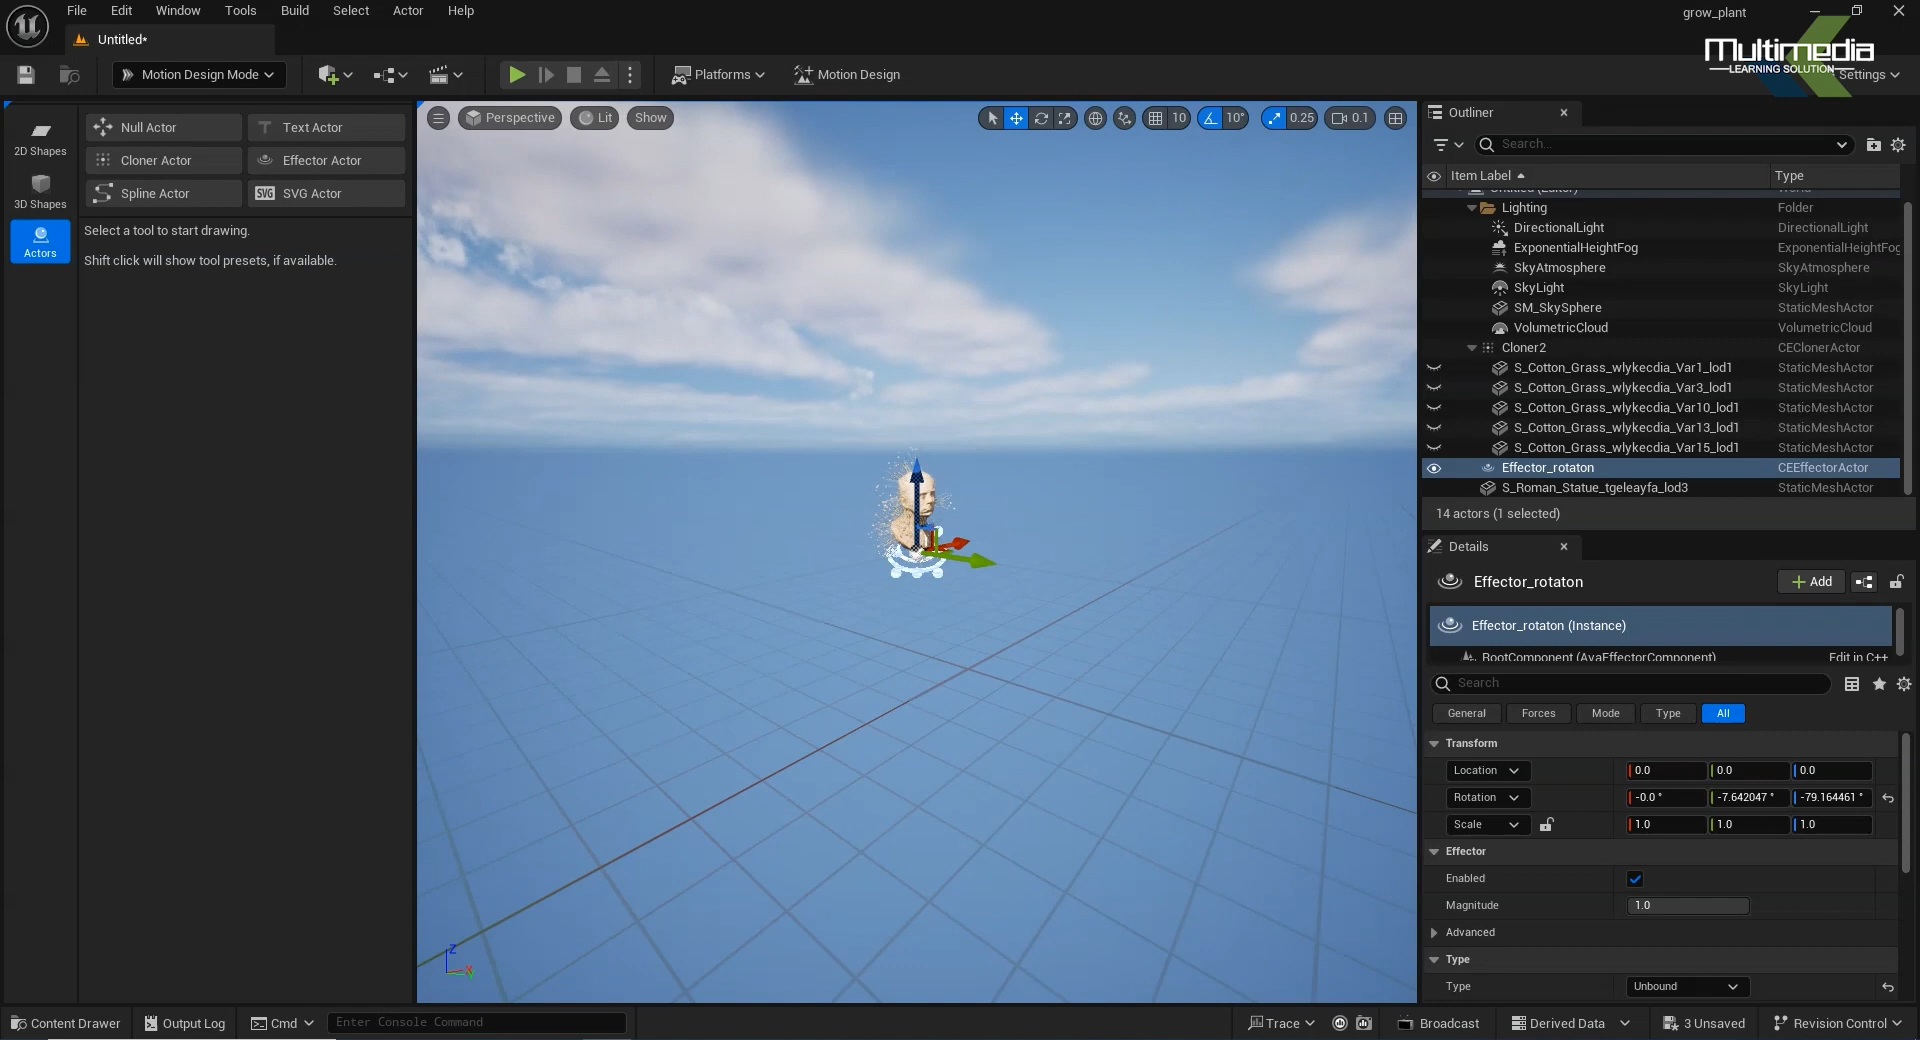 File Edit Window Tools Build Select Actor Help
grow_plant
Untitled*
Multimedia
LEARNING SOLUTION
Motion Design Mode
Platforms
Motion Design
Settings
2D Shapes
3D Shapes
Actors
Null Actor
Text Actor
Cloner Actor
Effector Actor
Spline Actor
SVG SVG Actor
Select a tool to start drawing.
Shift click will show tool presets, if available.
Perspective Lit Show
10 10° 0.25 0.1
Z
Outliner
Search...
Item Label Type
Untitled (Editor) World
Lighting Folder
DirectionalLight DirectionalLight
ExponentialHeightFog ExponentialHeightFog
SkyAtmosphere SkyAtmosphere
SkyLight SkyLight
SM_SkySphere StaticMeshActor
VolumetricCloud VolumetricCloud
Cloner2 CEClonerActor
S_Cotton_Grass_wlykecdia_Var1_lod1 StaticMeshActor
S_Cotton_Grass_wlykecdia_Var3_lod1 StaticMeshActor
S_Cotton_Grass_wlykecdia_Var10_lod1 StaticMeshActor
S_Cotton_Grass_wlykecdia_Var13_lod1 StaticMeshActor
S_Cotton_Grass_wlykecdia_Var15_lod1 StaticMeshActor
Effector_rotaton CEEffectorActor
S_Roman_Statue_tgeleayfa_lod3 StaticMeshActor
14 actors (1 selected)
Details
Effector_rotaton
Add
Effector_rotaton (Instance)
RootComponent (AvaEffectorComponent) Edit in C++
Search
General Forces Mode Type All
Transform
Location 0.0 0.0 0.0
Rotation -0.0 ° -7.642047 ° -79.164461 °
Scale 1.0 1.0 1.0
Effector
Enabled
Magnitude 1.0
Advanced
Type
Type Unbound
Content Drawer Output Log Cmd Enter Console Command Trace Broadcast Derived Data 3 Unsaved Revision Control